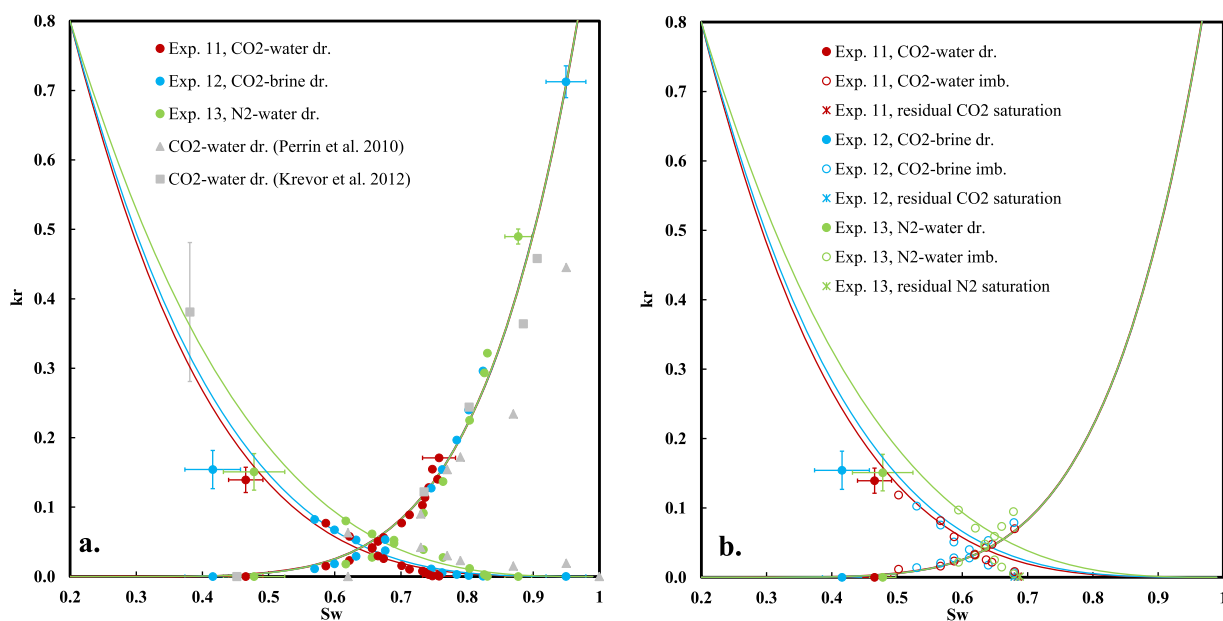 0.8
0.7
0.6
0.5
0.4
0.3
0.2
0.1
0.0
kr
Exp. 11, CO2-water dr.
Exp. 12, CO2-brine dr.
Exp. 13, N2-water dr.
CO2-water dr. (Perrin et al. 2010)
CO2-water dr. (Krevor et al. 2012)
a.
0.2 0.3 0.4 0.5 0.6 0.7 0.8 0.9 1
Sw
0.8
0.7
0.6
0.5
0.4
0.3
0.2
0.1
0.0
kr
Exp. 11, CO2-water dr.
Exp. 11, CO2-water imb.
Exp. 11, residual CO2 saturation
Exp. 12, CO2-brine dr.
Exp. 12, CO2-brine imb.
Exp. 12, residual CO2 saturation
Exp. 13, N2-water dr.
Exp. 13, N2-water imb.
Exp. 13, residual N2 saturation
b.
0.2 0.3 0.4 0.5 0.6 0.7 0.8 0.9 1
Sw